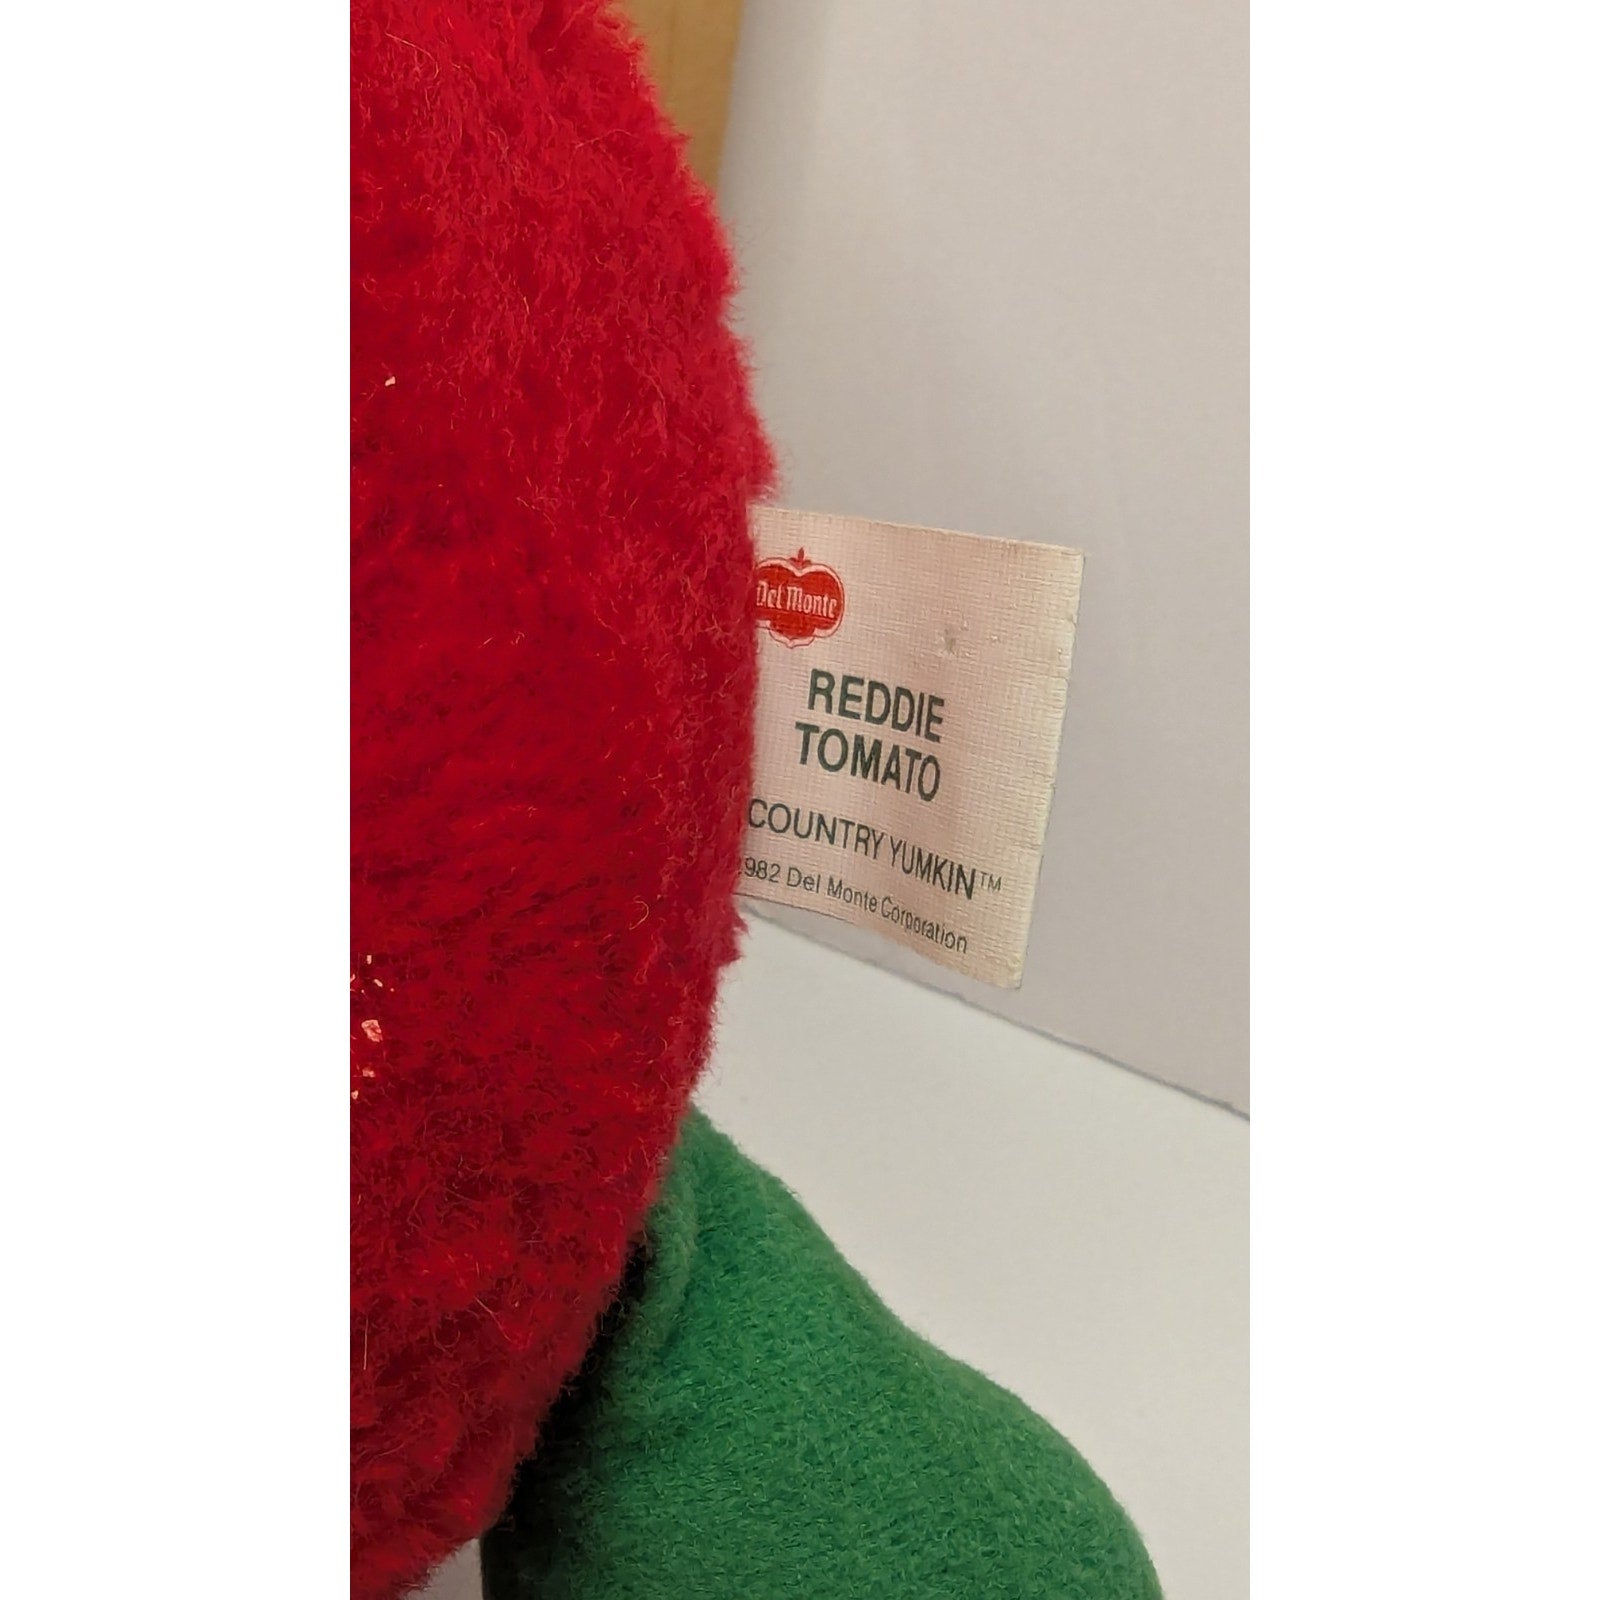 Del Monte
REDDIE
TOMATO
COUNTRY YUMKIN™
982 Del Monte Corporation